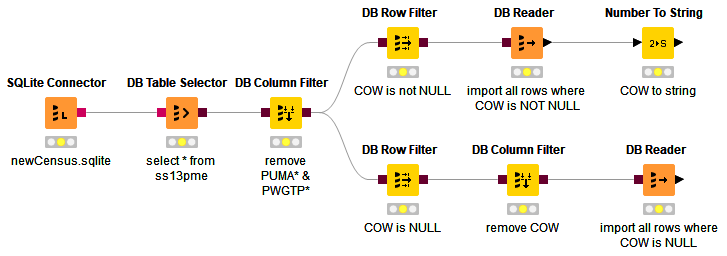 DB Row Filter
DB Reader
Number To String
2
S
COW is not NULL
import all rows where
COW is NOT NULL
COW to string
SQLite Connector
DB Table Selector
DB Column Filter
L
newCensus.sqlite
select * from
ss13pme
remove
PUMA* &
PWGTP*
DB Row Filter
DB Column Filter
DB Reader
COW is NULL
remove COW
import all rows where
COW is NULL